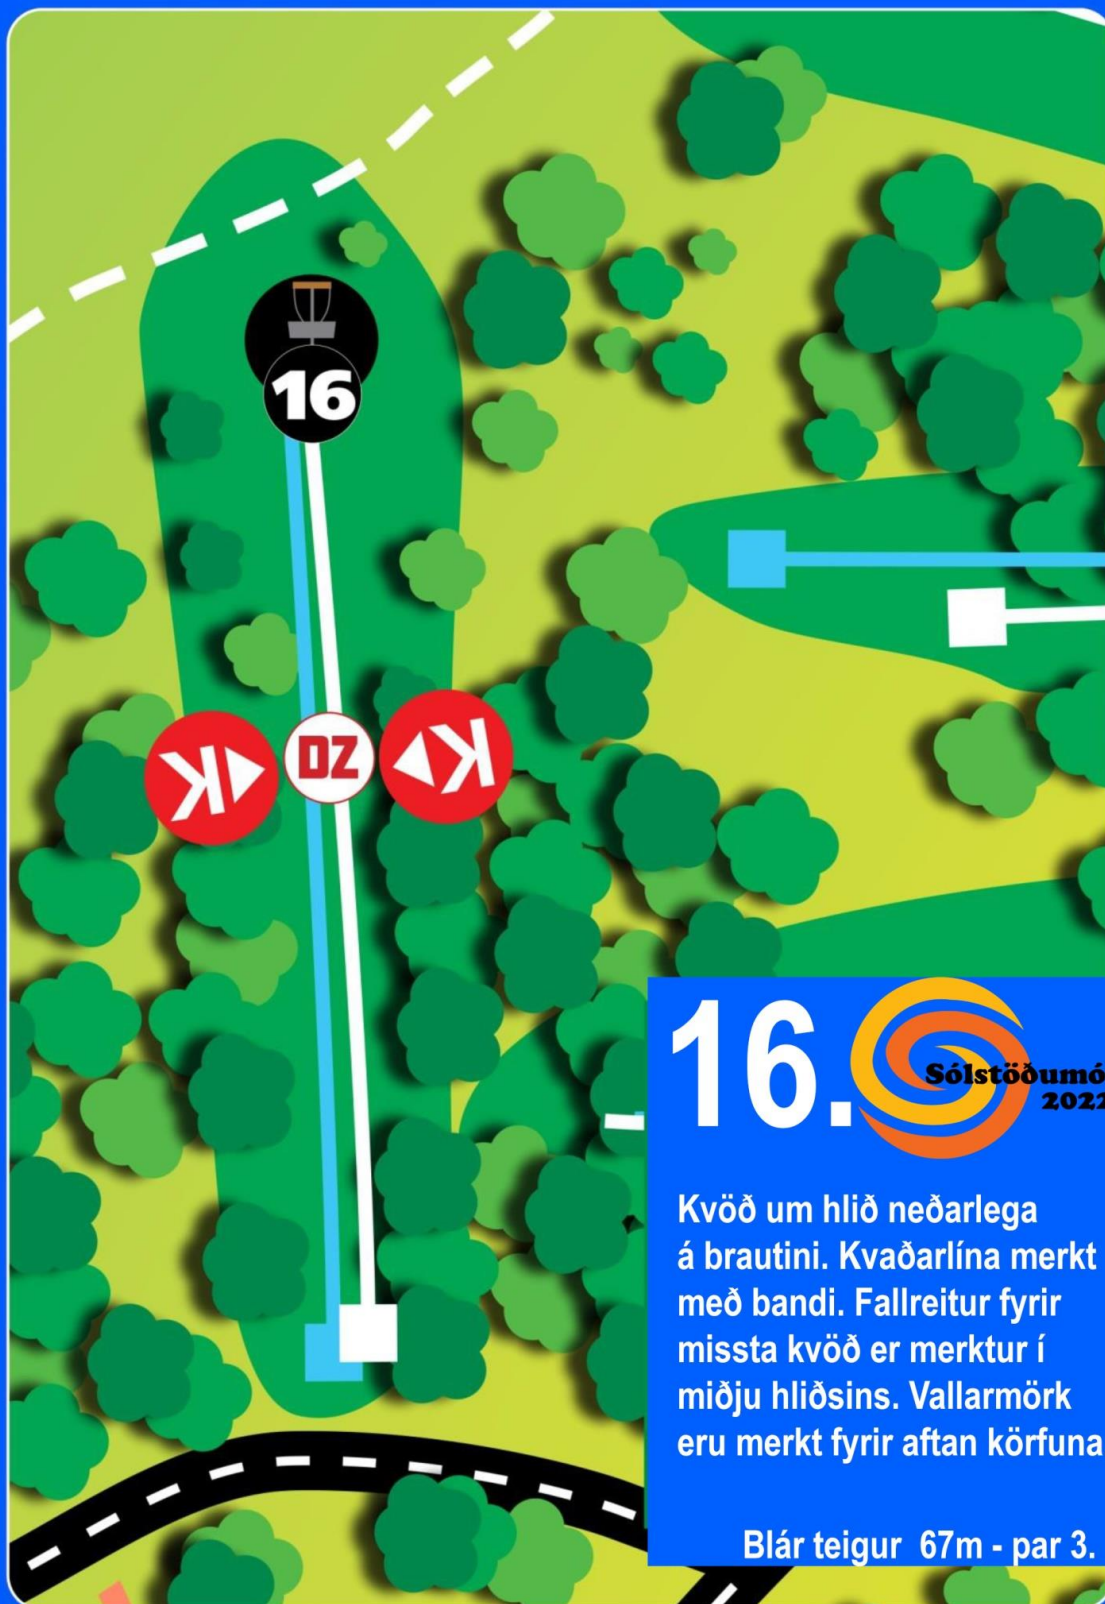 16
K
DZ
K
16.
Sólstöðumó
2022
Kvöð um hlið neðarlega
á brautini. Kvaðarlína merkt
með bandi. Fallreitur fyrir
missta kvöð er merktur í
miðju hliðsins. Vallarmörk
eru merkt fyrir aftan körfuna
Blár teigur 67m - par 3.